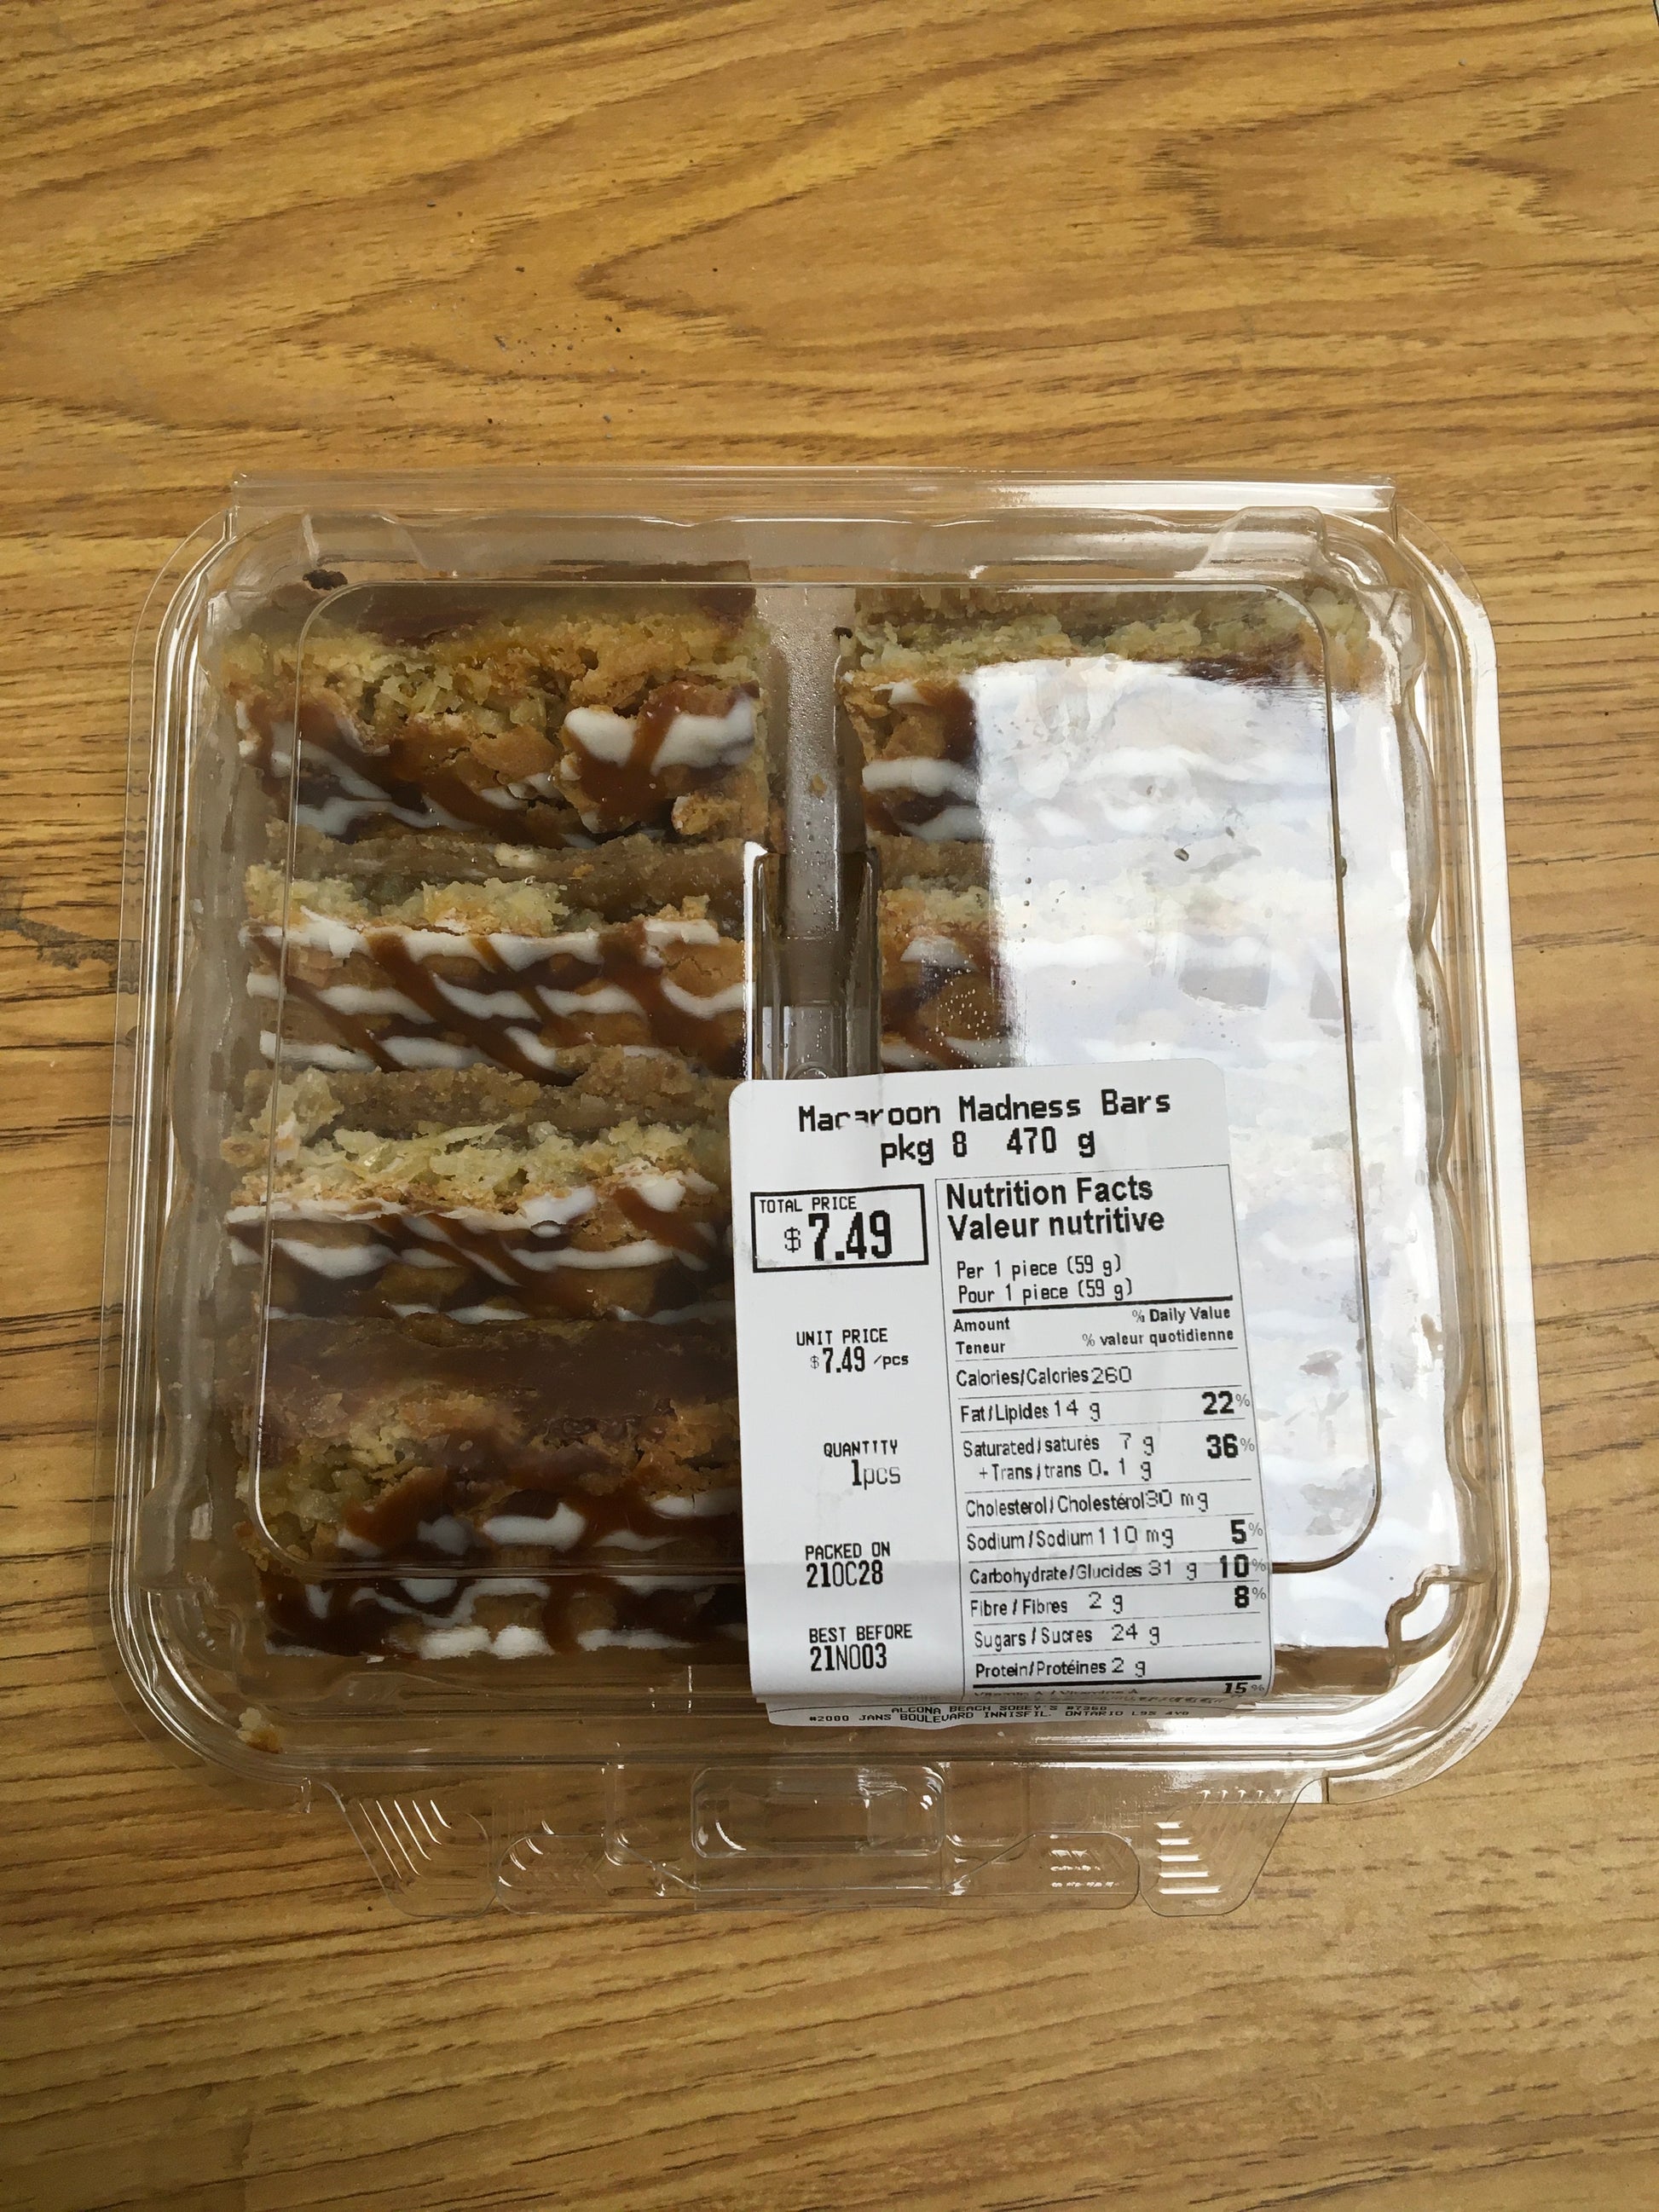 Macaroon Madness Bars
pkg 8 470 g
TOTAL PRICE
$7.49
UNIT PRICE
$7.49 /pcs
QUANTITY
1pcs
PACKED ON
21OC28
BEST BEFORE
21NO03
Nutrition Facts
Valeur nutritive
Per 1 piece (59 g)
Pour 1 piece (59 g)
Amount % Daily Value
Teneur % valeur quotidienne
Calories/Calories 260
Fat/Lipides 14 g 22%
Saturated/saturés 7 g 36%
+Trans/trans 0.1 g
Cholesterol/Cholestérol 30 mg
Sodium/Sodium 110 mg 5%
Carbohydrate/Glucides 31 g 10%
Fibre/Fibres 2 g 8%
Sugars/Sucres 24 g
Protein/Protéines 2 g
15%
ALCONA BEACH SOBEY'S
#2080 JANS BOULEVARD INNISFIL, ONTARIO L9S